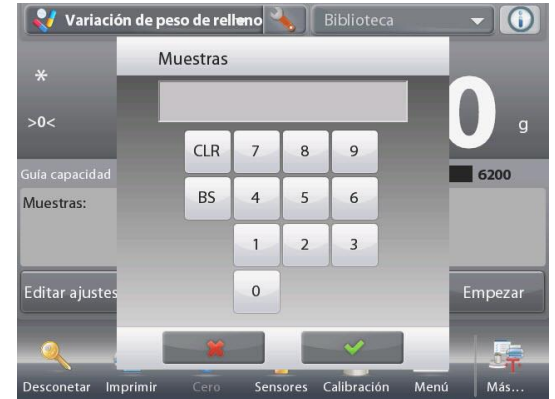 Variación de peso de relleno
Biblioteca
Muestras
*
>0<
0 g
CLR 7 8 9
Guía capacidad 6200
Muestras:
BS 4 5 6
1 2 3
Editar ajustes 0 Empezar
Desconetar Imprimir Cero Sensores Calibración Menú Más...